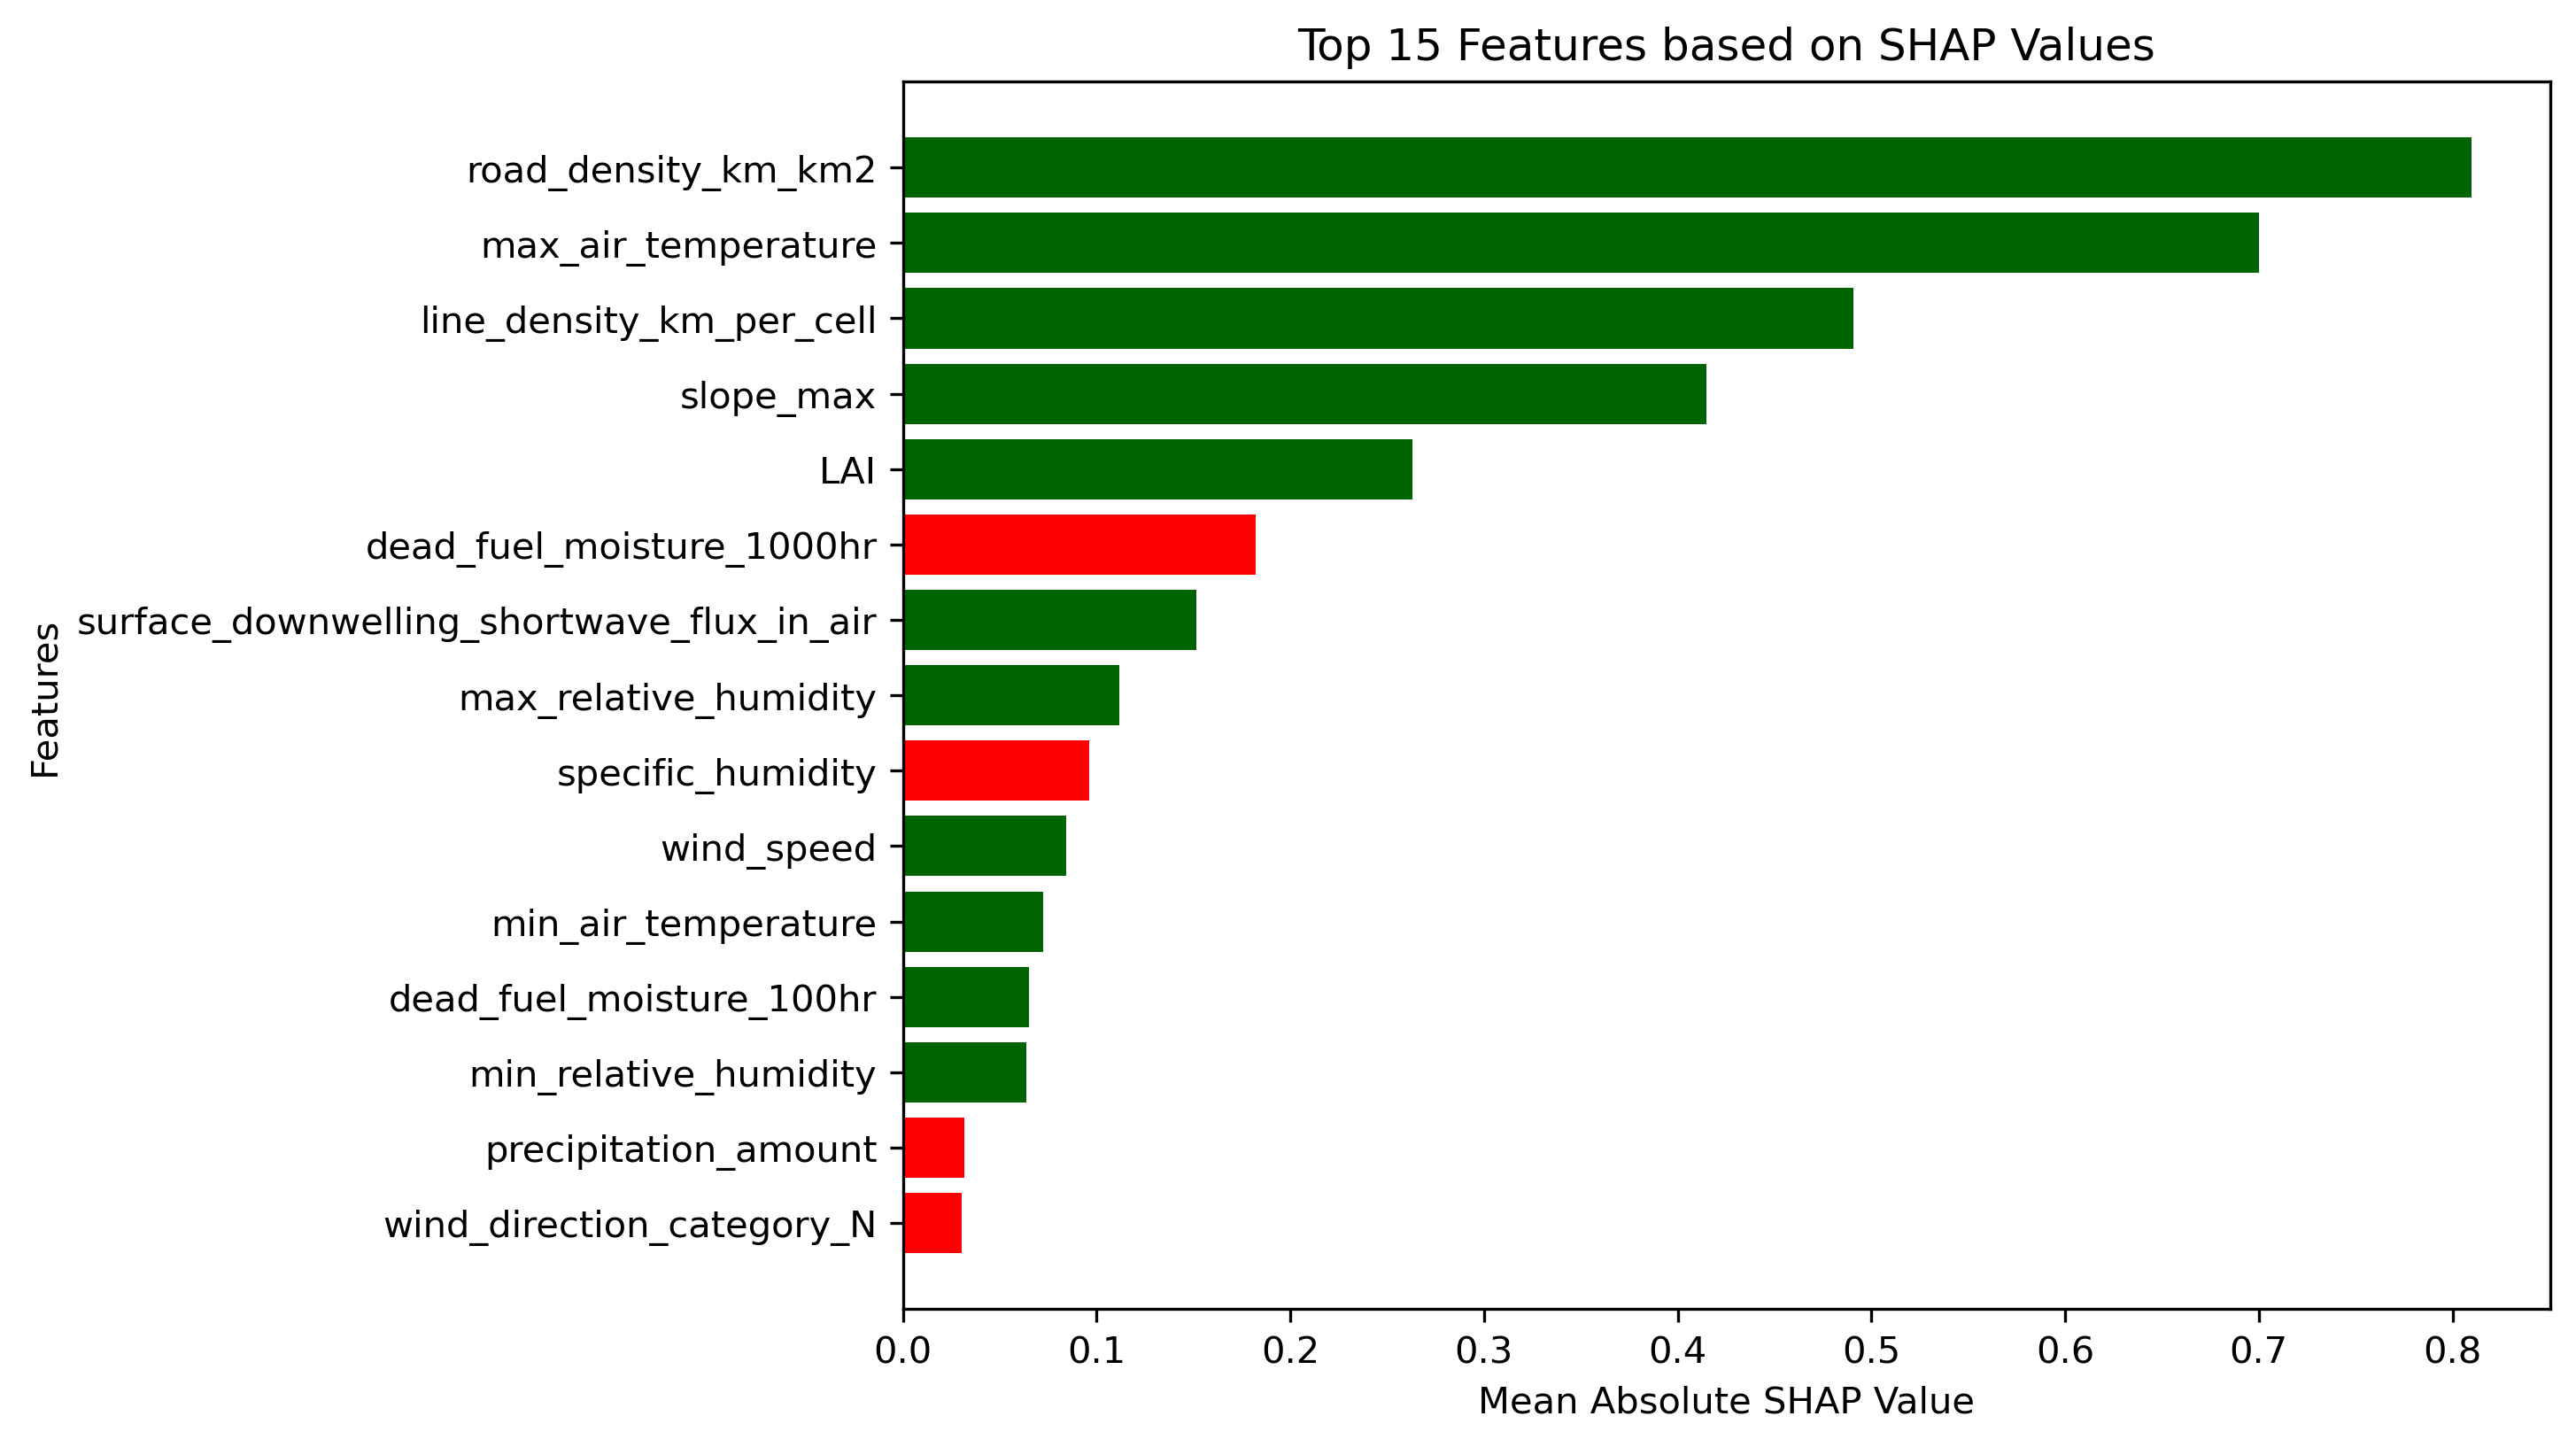 Top 15 Features based on SHAP Values
road_density_km_km2
max_air_temperature
line_density_km_per_cell
slope_max
LAI
dead_fuel_moisture_1000hr
surface_downwelling_shortwave_flux_in_air
max_relative_humidity
specific_humidity
wind_speed
min_air_temperature
dead_fuel_moisture_100hr
min_relative_humidity
precipitation_amount
wind_direction_category_N
Features
0.0 0.1 0.2 0.3 0.4 0.5 0.6 0.7 0.8
Mean Absolute SHAP Value